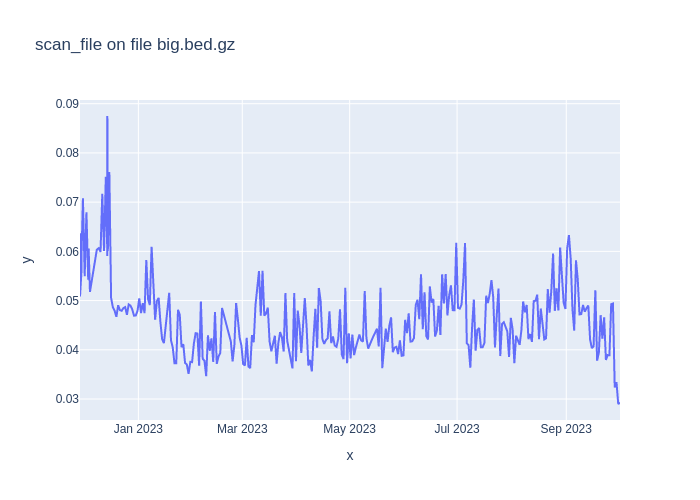 scan_file on file big.bed.gz
0.09
0.08
0.07
0.06
0.05
0.04
0.03
y
Jan 2023
Mar 2023
May 2023
Jul 2023
Sep 2023
x